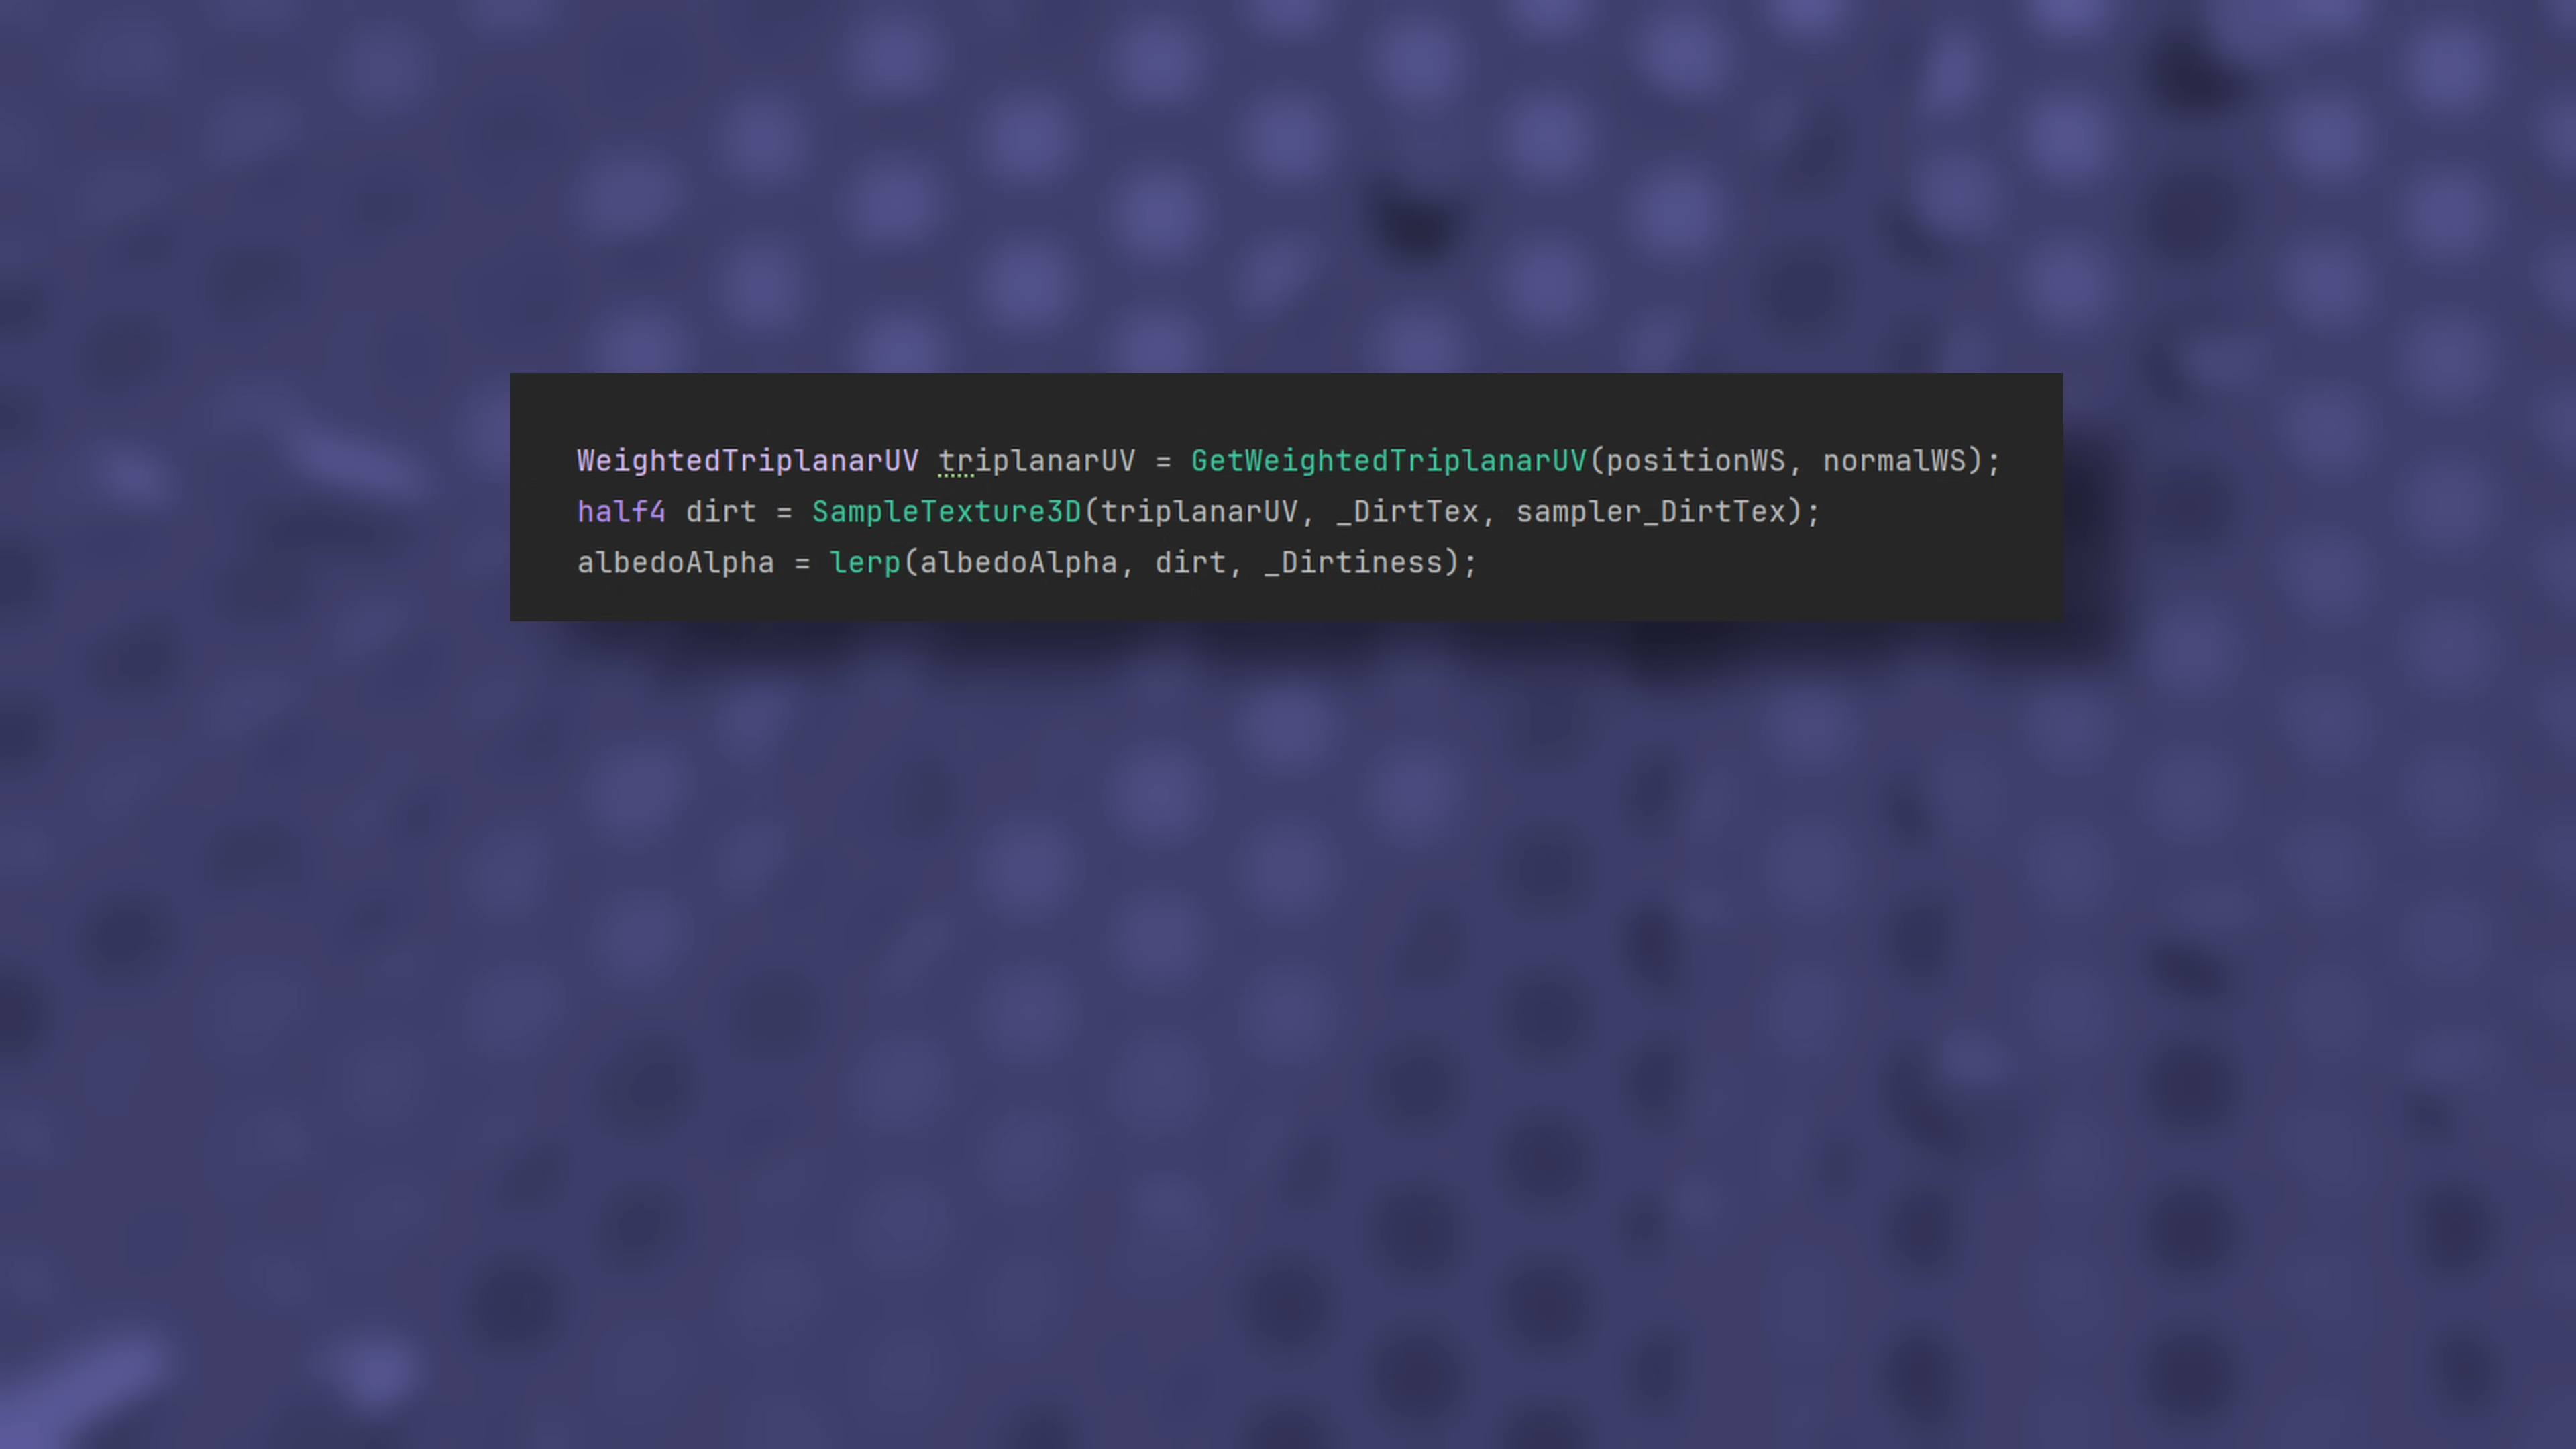 WeightedTriplanarUV triplanarUV = GetWeightedTriplanarUV(positionWS, normalWS);
half4 dirt = SampleTexture3D(triplanarUV, _DirtTex, sampler_DirtTex);
albedoAlpha = lerp(albedoAlpha, dirt, _Dirtiness);